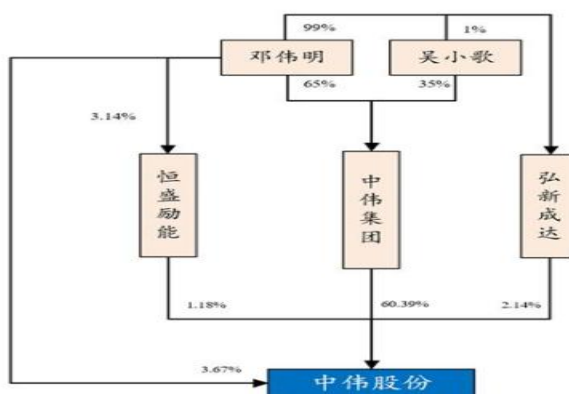 99%
1%
邓伟明
吴小歌
65%
35%
3.14%
恒盛励能
中伟集团
弘新成达
1.18%
60.39%
2.14%
3.67%
中伟股份